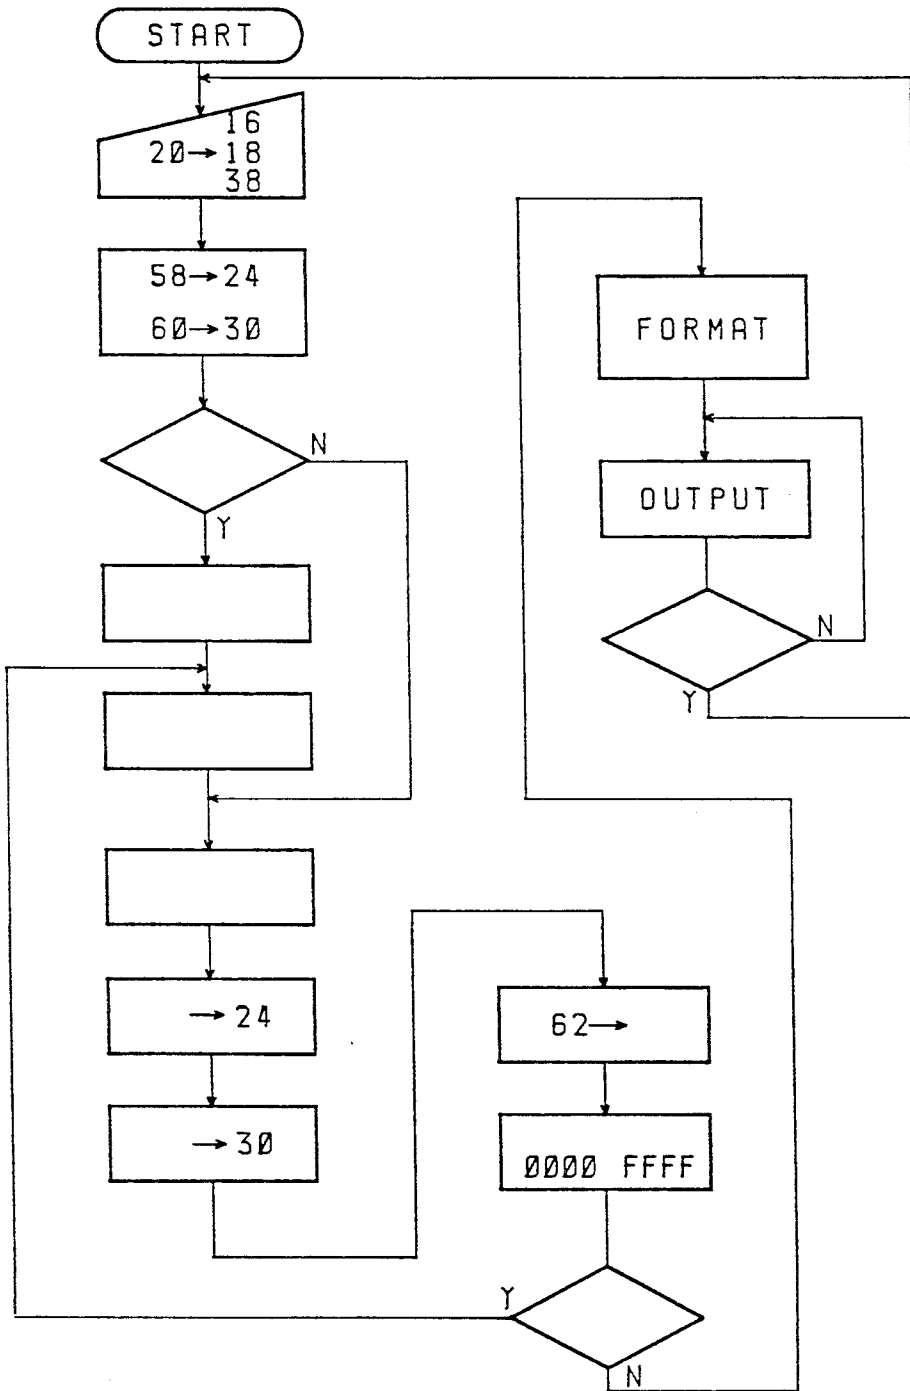 START
16
20→18
38
58→24
60→30
N
Y
→24
→30
62→
0000 FFFF
Y
N
FORMAT
OUTPUT
N
Y